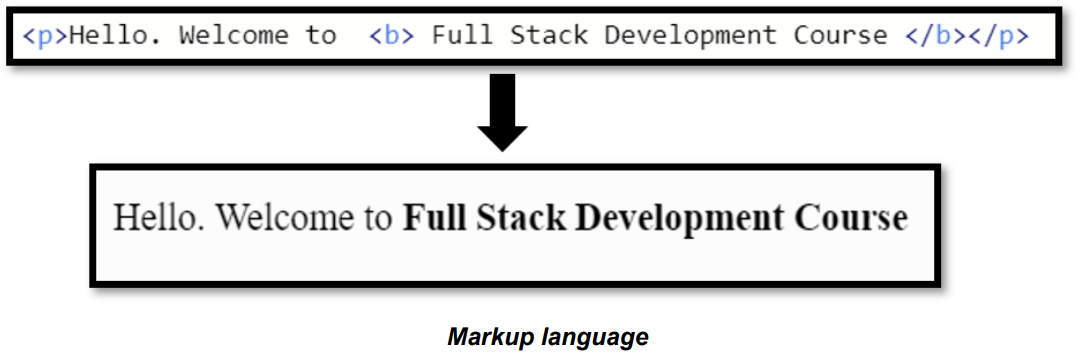 <p>Hello. Welcome to  <b> Full Stack Development Course </b></p>
Hello. Welcome to Full Stack Development Course
Markup language